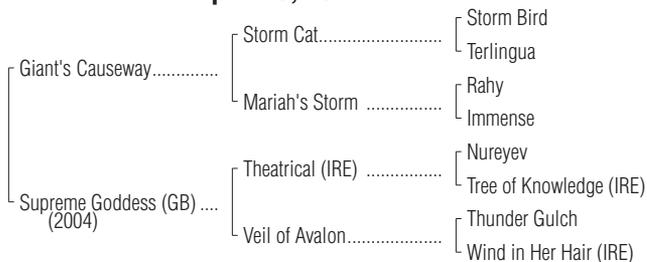 Storm Bird
Storm Cat..........................
Terlingua
Giant's Causeway..............
Rahy
Mariah's Storm ................
Immense
Nureyev
Theatrical (IRE) ................
Tree of Knowledge (IRE)
Supreme Goddess (GB) ....
(2004)
Thunder Gulch
Veil of Avalon....................
Wind in Her Hair (IRE)